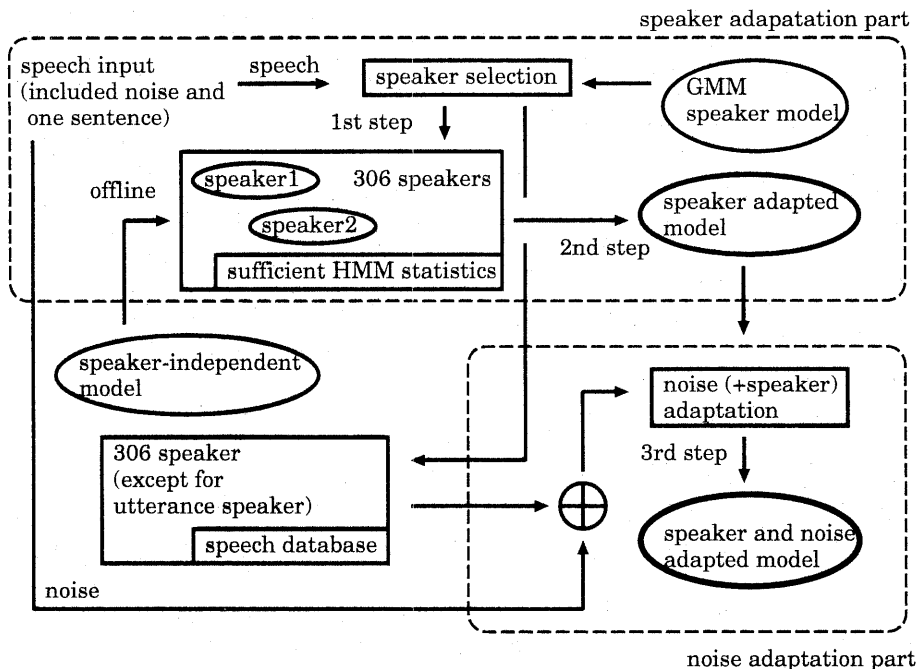 speaker adapatation part
speech input
(included noise and
one sentence)
speech
speaker selection
GMM
speaker model
1st step
offline
speaker1
306 speakers
speaker2
sufficient HMM statistics
2nd step
speaker adapted
model
speaker-independent
model
noise (+speaker)
adaptation
306 speaker
(except for
utterance speaker)
speech database
3rd step
speaker and noise
adapted model
noise
noise adaptation part